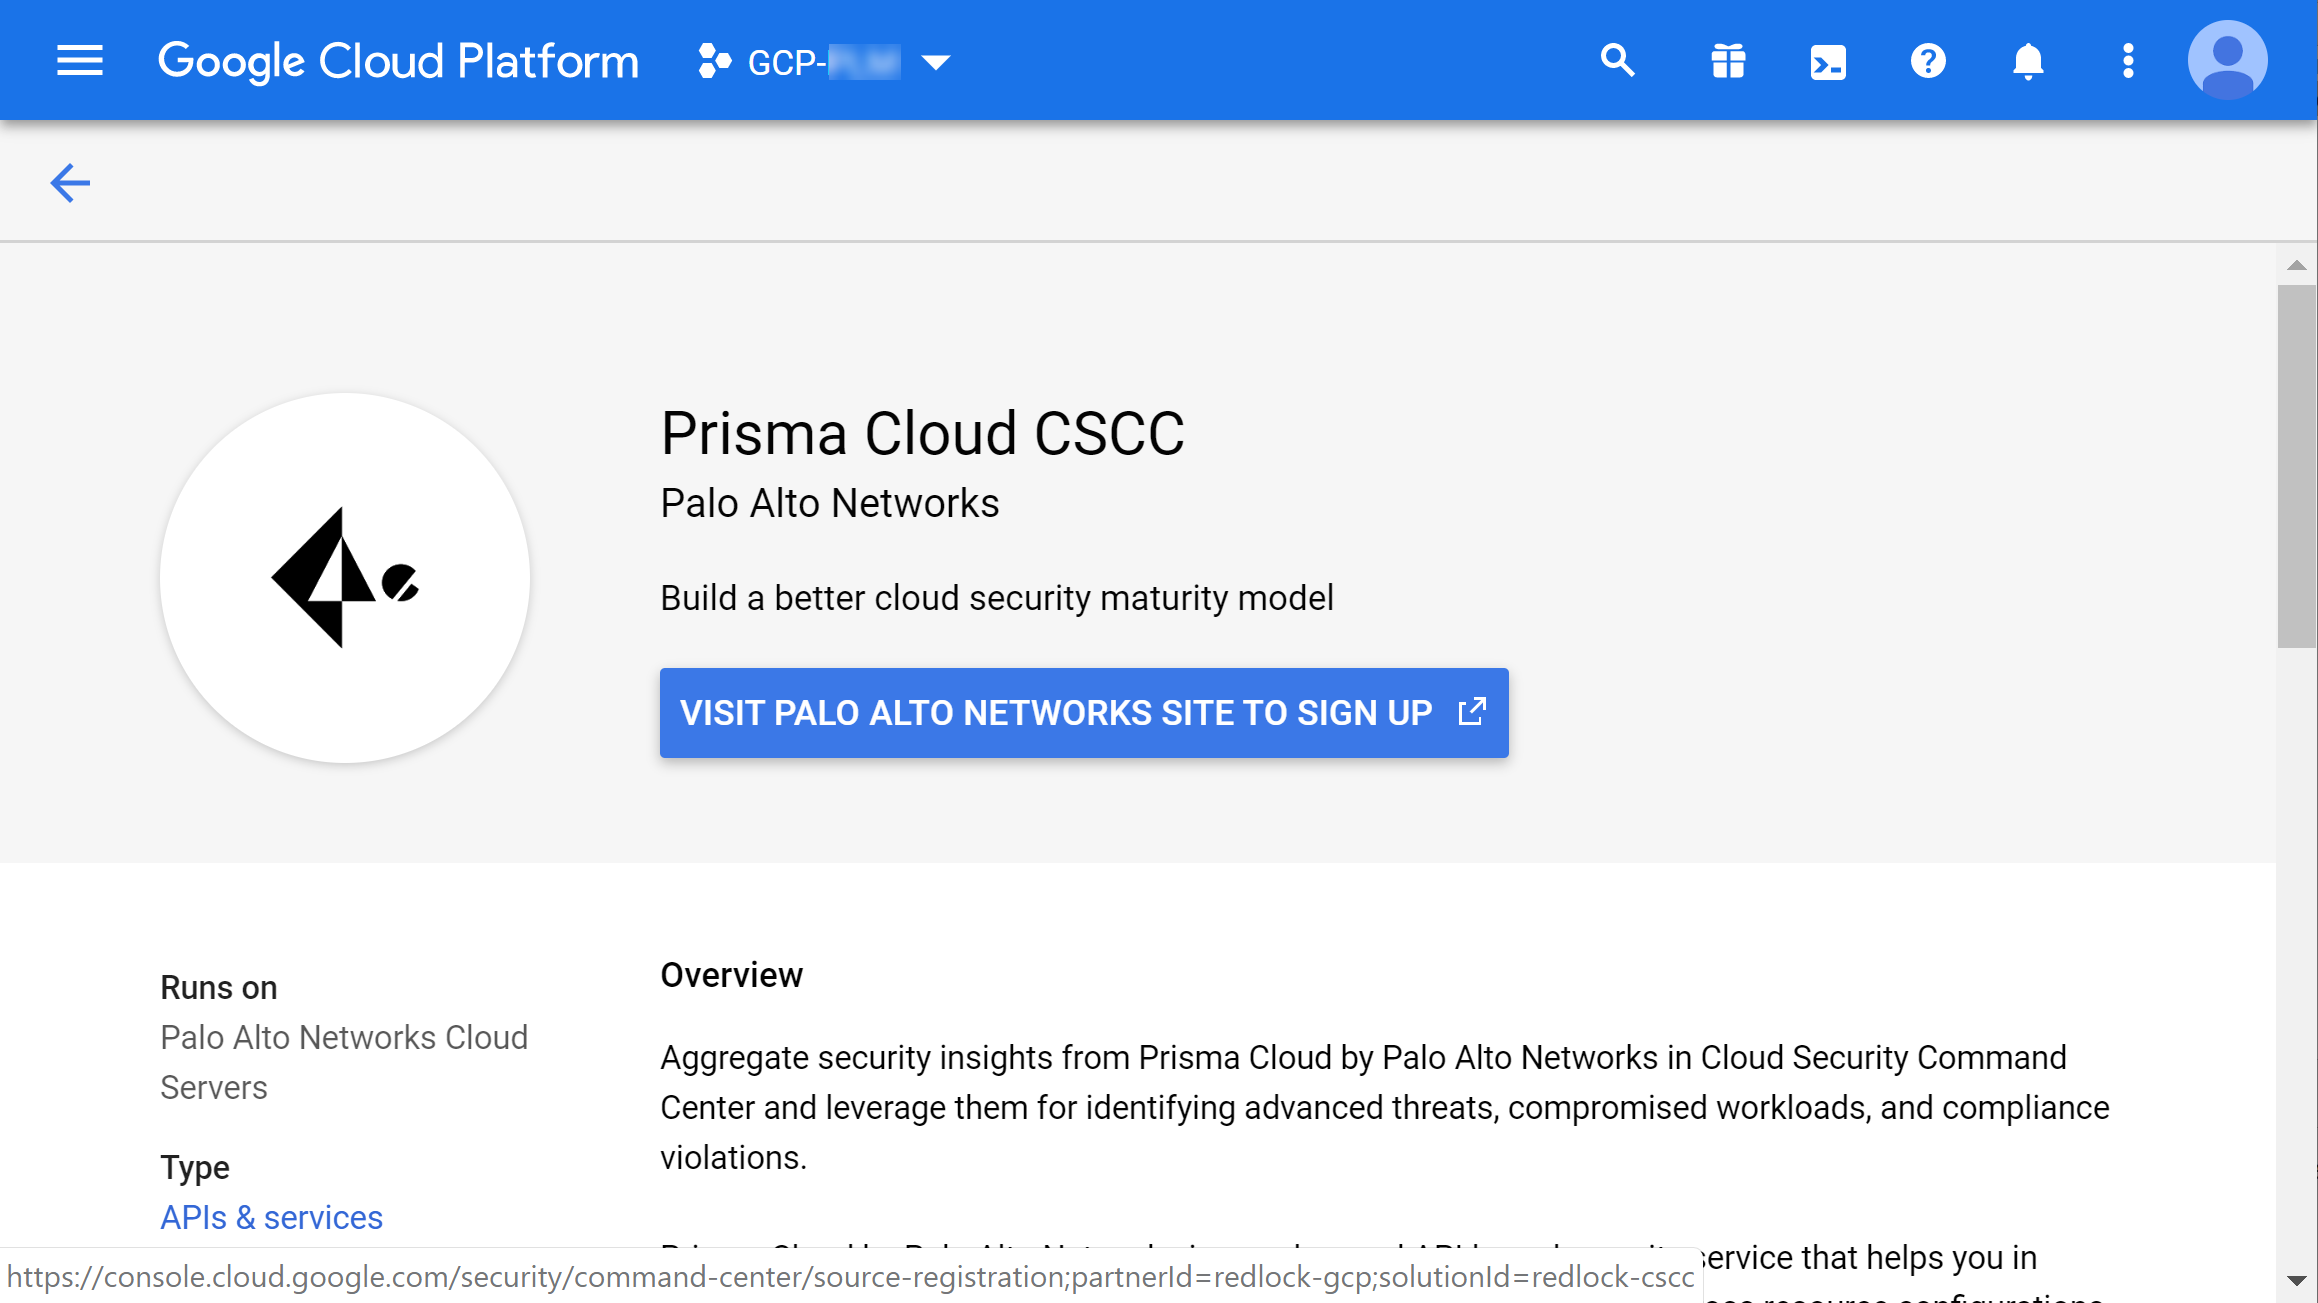 Google Cloud Platform
GCP-
Prisma Cloud CSCC
Palo Alto Networks
Build a better cloud security maturity model
VISIT PALO ALTO NETWORKS SITE TO SIGN UP
Runs on
Palo Alto Networks Cloud
Servers
Type
APIs & services
Overview
Aggregate security insights from Prisma Cloud by Palo Alto Networks in Cloud Security Command
Center and leverage them for identifying advanced threats, compromised workloads, and compliance
violations.
service that helps you in
resource configurations
https://console.cloud.google.com/security/command-center/source-registration;partnerId=redlock-gcp;solutionId=redlock-cscc